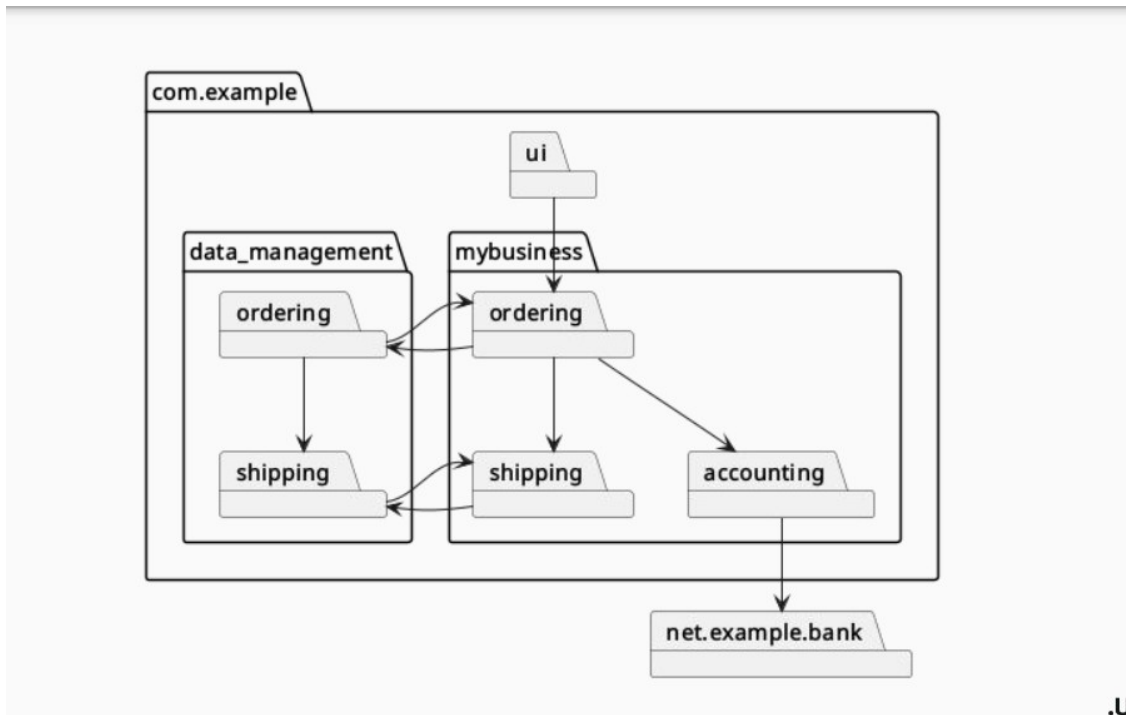 com.example
ui
data_management
mybusiness
ordering
ordering
shipping
shipping
accounting
net.example.bank